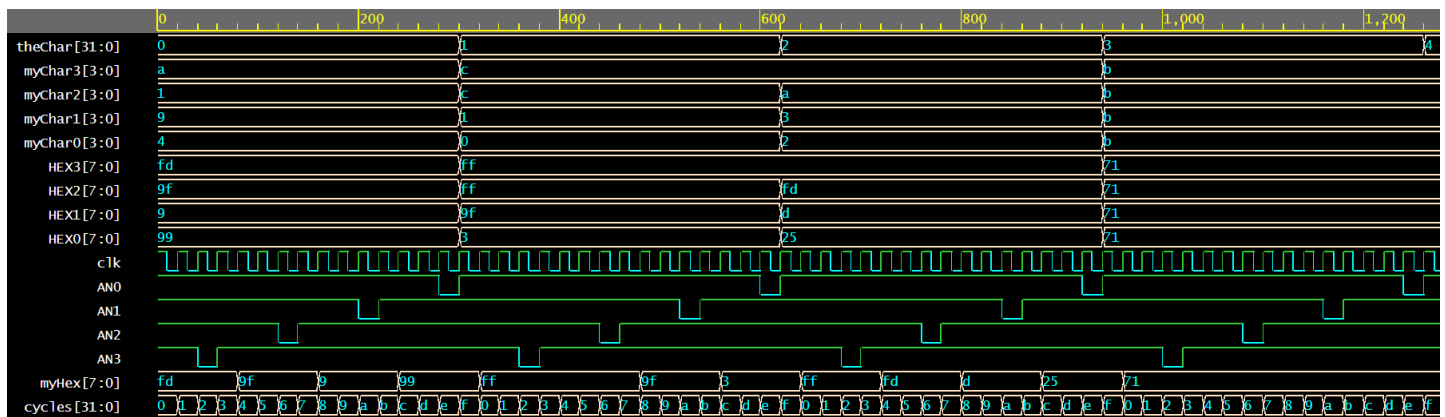 0 200 400 600 800 1,000 1,200
theChar[31:0] 0 1 2 3 4
myChar3[3:0] a c b
myChar2[3:0] 1 c a b
myChar1[3:0] 9 1 3 b
myChar0[3:0] 4 0 2 b
HEX3[7:0] fd ff 71
HEX2[7:0] 9f ff fd 71
HEX1[7:0] 9 9f d 71
HEX0[7:0] 99 3 25 71
clk
AN0
AN1
AN2
AN3
myHex[7:0] fd 9f 9 99 ff 9f 3 ff fd d 25 71
cycles[31:0] 0 1 2 3 4 5 6 7 8 9 a b c d e f 0 1 2 3 4 5 6 7 8 9 a b c d e f 0 1 2 3 4 5 6 7 8 9 a b c d e f 0 1 2 3 4 5 6 7 8 9 a b c d e f